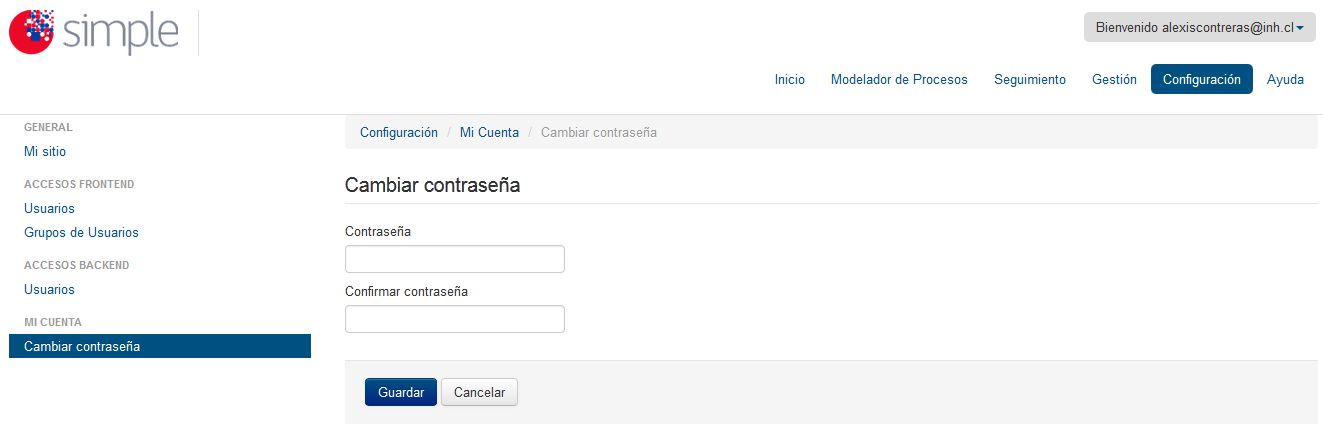 simple
Bienvenido alexiscontreras@inh.cl
Inicio Modelador de Procesos Seguimiento Gestión Configuración Ayuda
GENERAL
Mi sitio
ACCESOS FRONTEND
Usuarios
Grupos de Usuarios
ACCESOS BACKEND
Usuarios
MI CUENTA
Cambiar contraseña
Configuración / Mi Cuenta / Cambiar contraseña
Cambiar contraseña
Contraseña
Confirmar contraseña
Guardar Cancelar